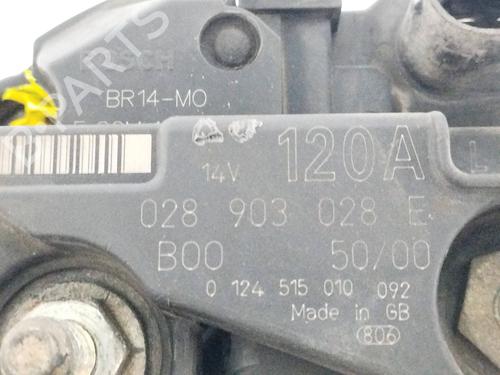 BOSCH
BR14-MO
14V 120A L
028 903 028 E
B00 50/00
0 124 515 010 092
Made in GB
806
B-PARTS